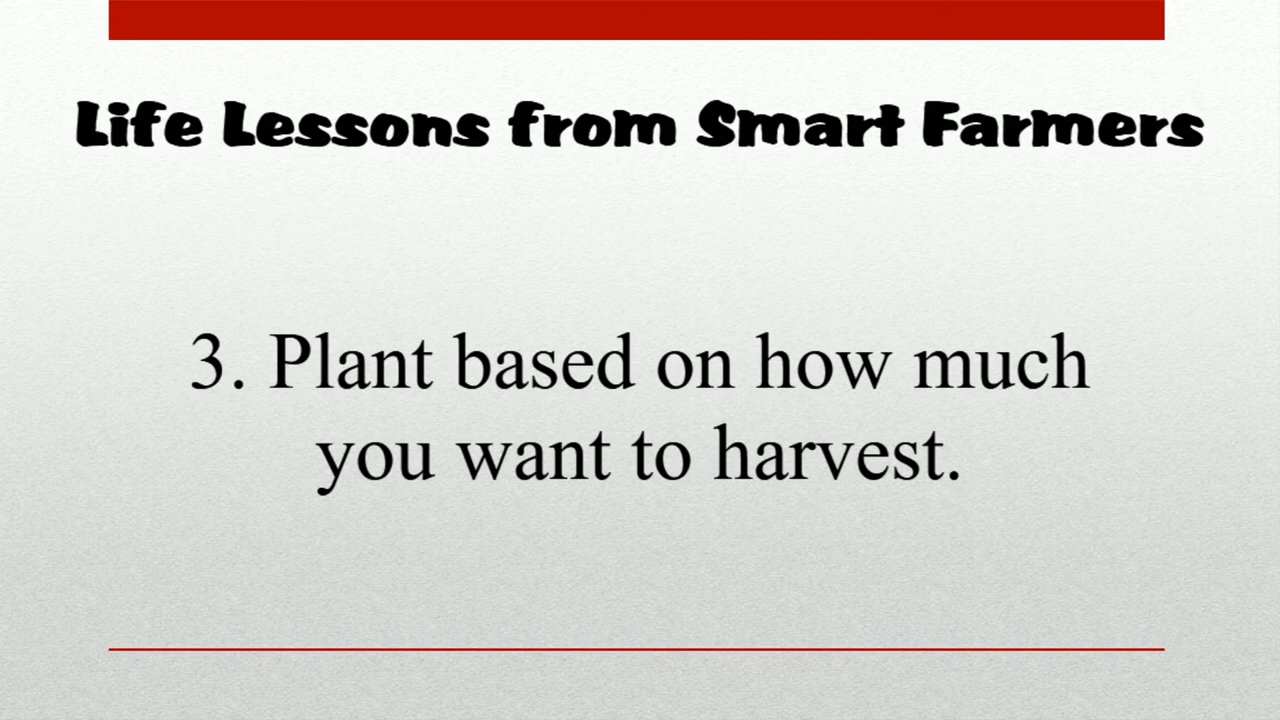 Life Lessons from Smart Farmers
3. Plant based on how much
you want to harvest.